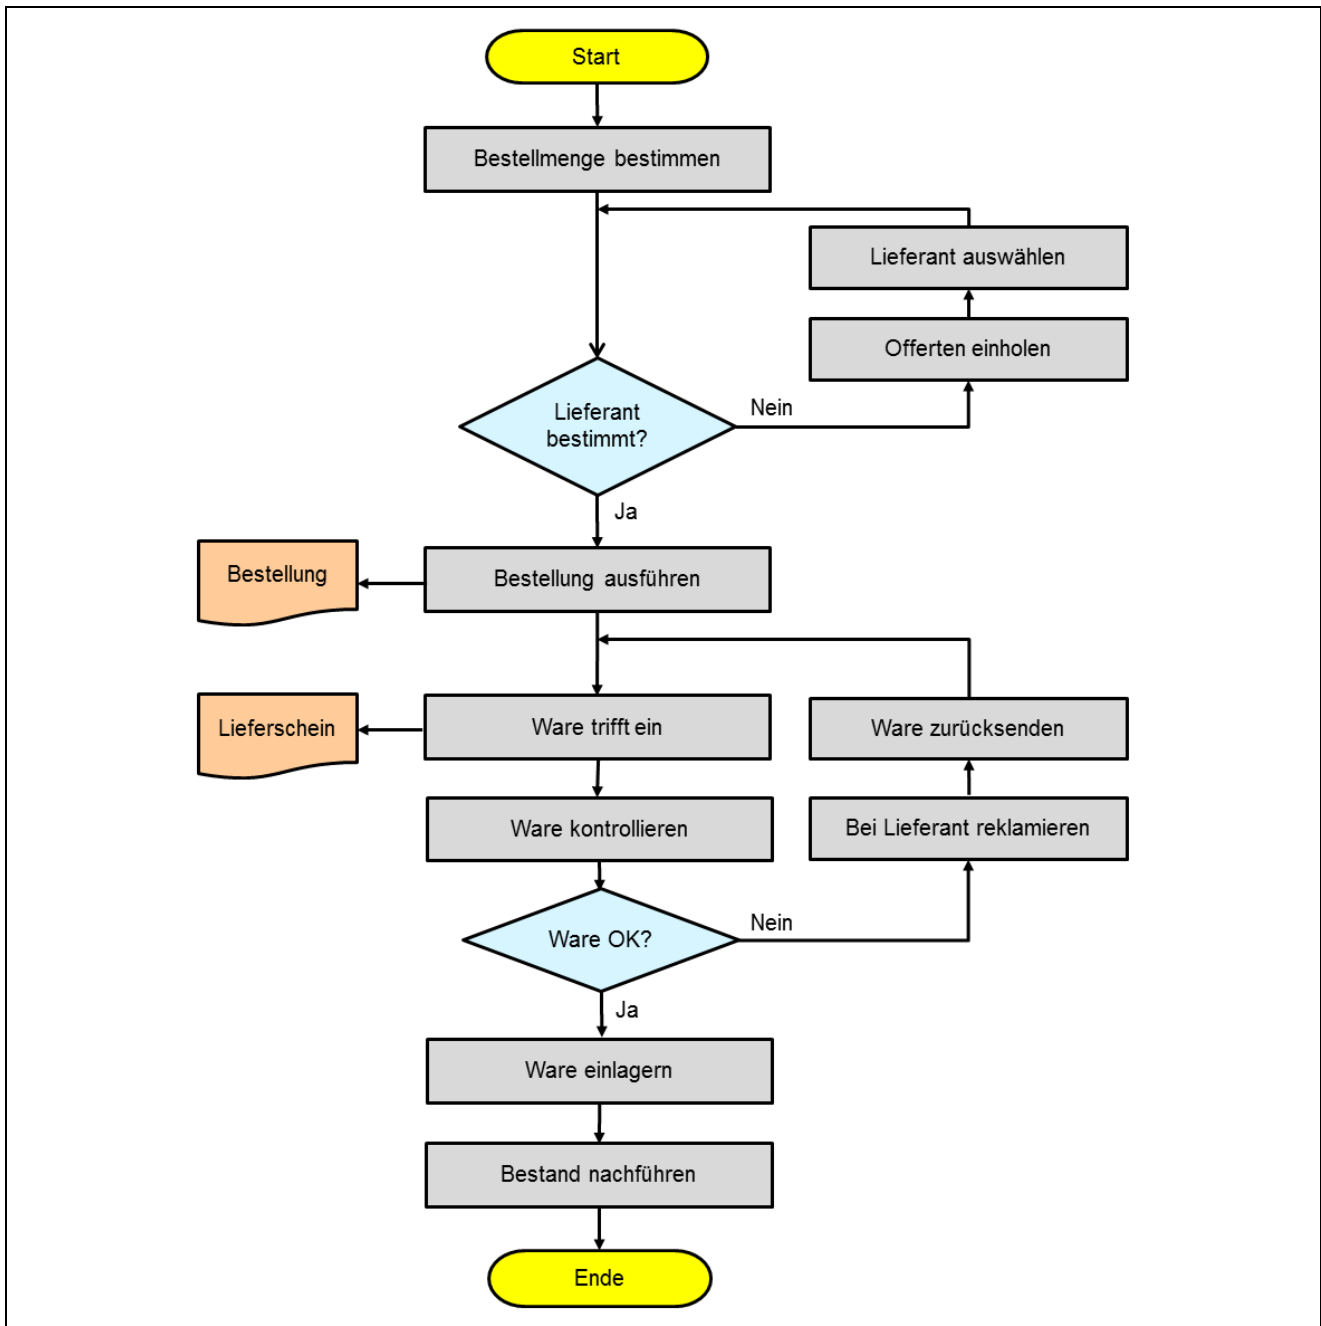 Start
Bestellmenge bestimmen
Lieferant auswählen
Offerten einholen
Lieferant
bestimmt?
Nein
Ja
Bestellung
Bestellung ausführen
Lieferschein
Ware trifft ein
Ware zurücksenden
Ware kontrollieren
Bei Lieferant reklamieren
Ware OK?
Nein
Ja
Ware einlagern
Bestand nachführen
Ende